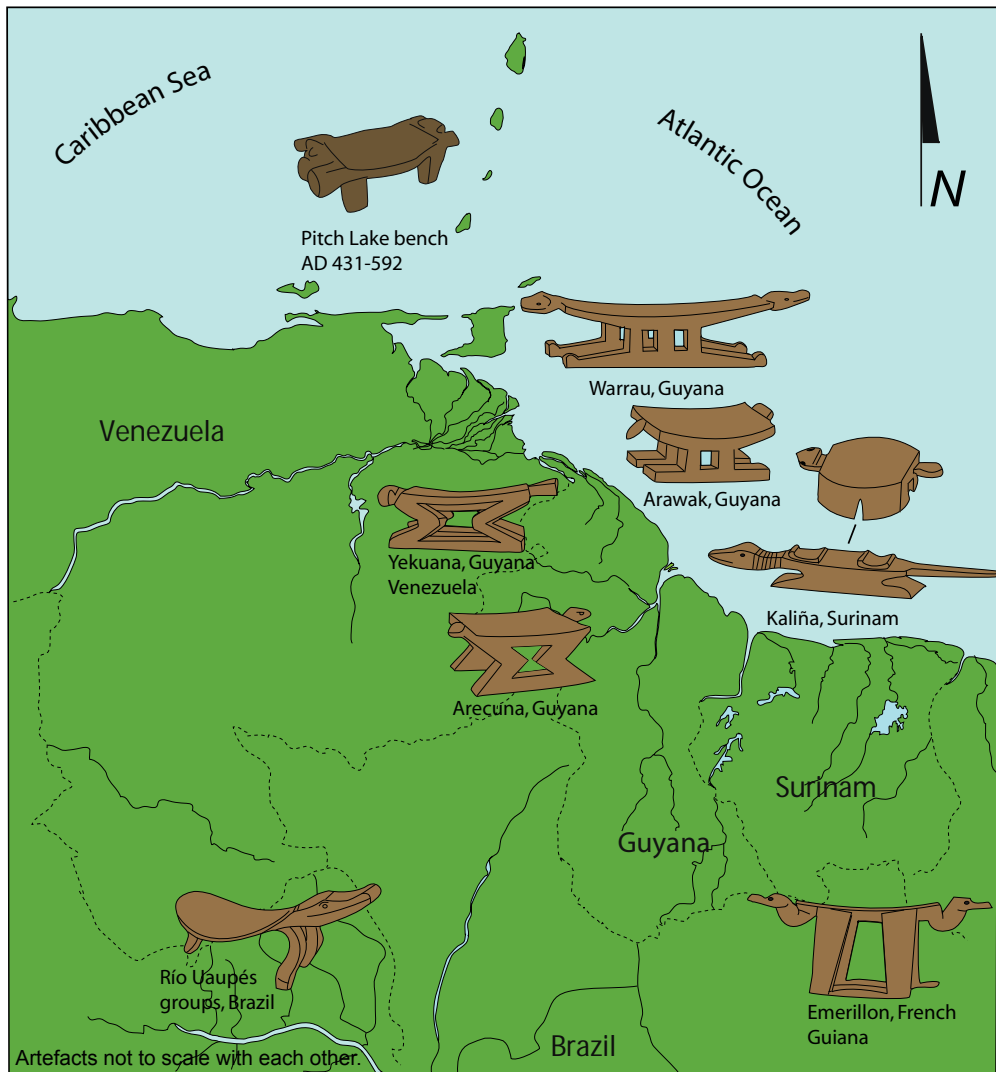 Caribbean Sea
Atlantic Ocean
N
Pitch Lake bench
AD 431-592
Warrau, Guyana
Venezuela
Arawak, Guyana
Yekuana, Guyana
Venezuela
Kaliña, Surinam
Arecuna, Guyana
Surinam
Guyana
Río Uaupés
groups, Brazil
Emerillon, French
Guiana
Brazil
Artefacts not to scale with each other.